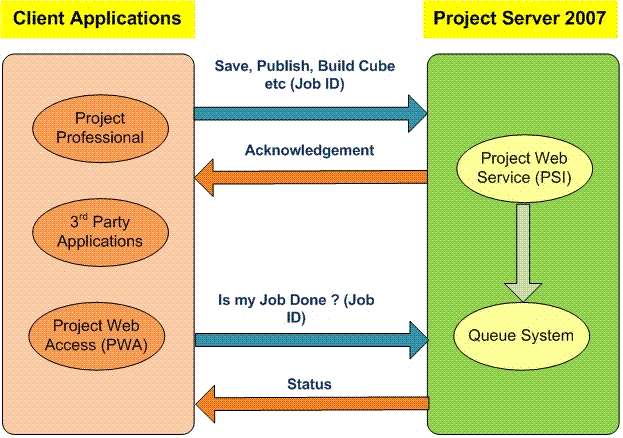 Client Applications
Project Server 2007
Save, Publish, Build Cube
etc (Job ID)
Project
Professional
Acknowledgement
Project Web
Service (PSI)
3rd Party
Applications
Is my Job Done ? (Job
ID)
Project Web
Access (PWA)
Queue System
Status